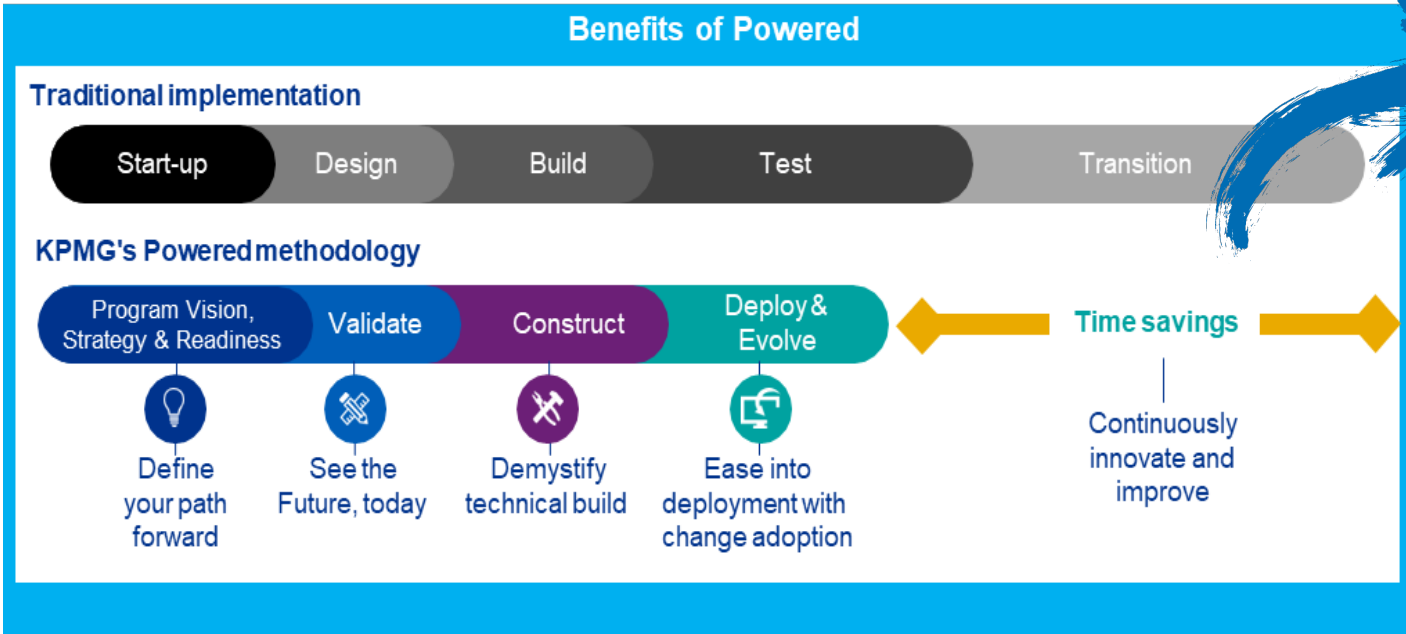 Benefits of Powered
Traditional implementation
Start-up
Design
Build
Test
Transition
KPMG's Powered methodology
Program Vision,
Strategy & Readiness
Validate
Construct
Deploy &
Evolve
Time savings
Define
your path
forward
See the
Future, today
Demystify
technical build
Ease into
deployment with
change adoption
Continuously
innovate and
improve